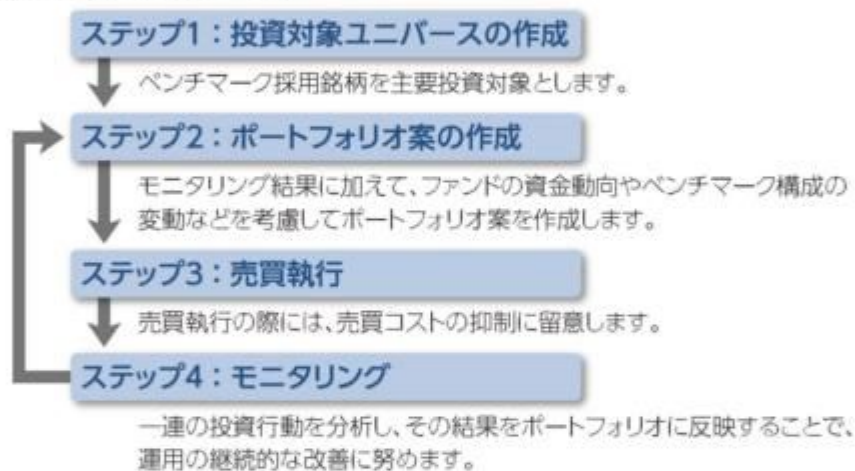 ステップ1：投資対象ユニバースの作成
ベンチマーク採用銘柄を主要投資対象とします。
ステップ2：ポートフォリオ案の作成
モニタリング結果に加えて、ファンドの資金動向やベンチマーク構成の
変動などを考慮してポートフォリオ案を作成します。
ステップ3：売買執行
売買執行の際には、売買コストの抑制に留意します。
ステップ4：モニタリング
一連の投資行動を分析し、その結果をポートフォリオに反映することで、
運用の継続的な改善に努めます。